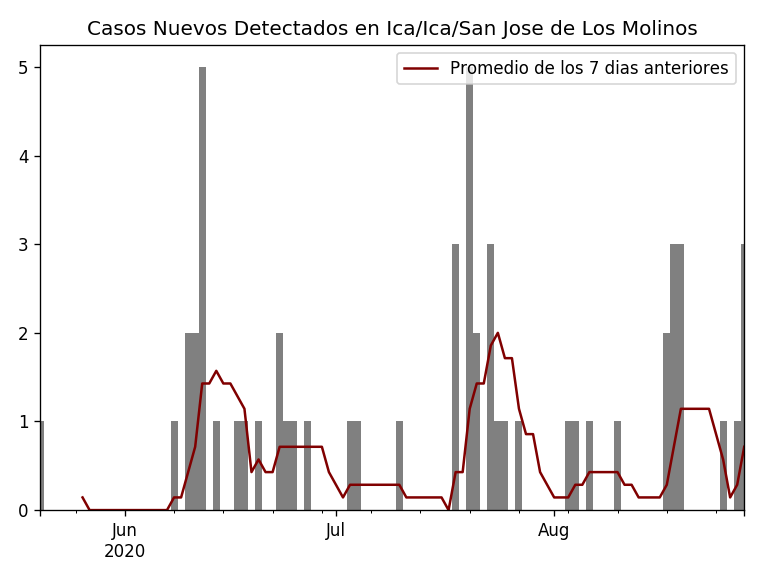 Casos Nuevos Detectados en Ica/Ica/San Jose de Los Molinos
Promedio de los 7 dias anteriores
5
4
3
2
1
0
Jun
2020
Jul
Aug